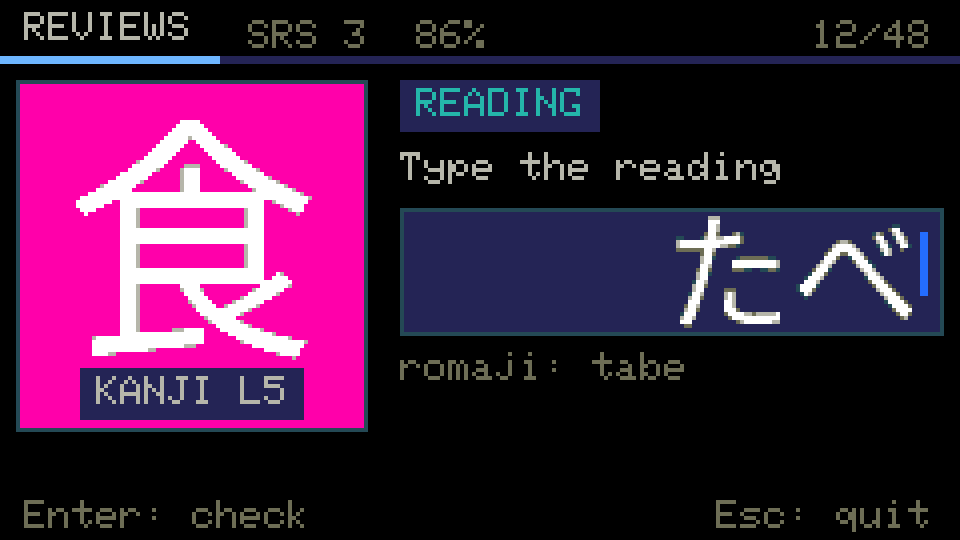 REVIEWS SRS 3 86% 12/48
食
KANJI L5
READING
Type the reading
たべ
romaji: tabe
Enter: check Esc: quit